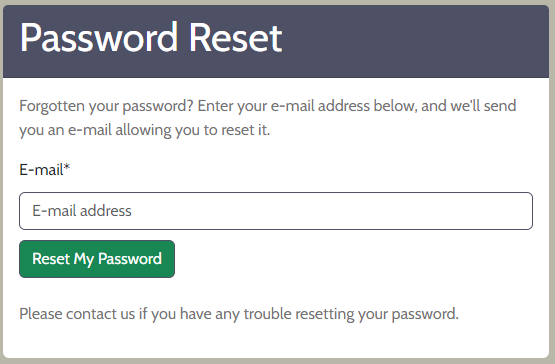 Password Reset
Forgotten your password? Enter your e-mail address below, and we'll send
you an e-mail allowing you to reset it.
E-mail*
E-mail address
Reset My Password
Please contact us if you have any trouble resetting your password.